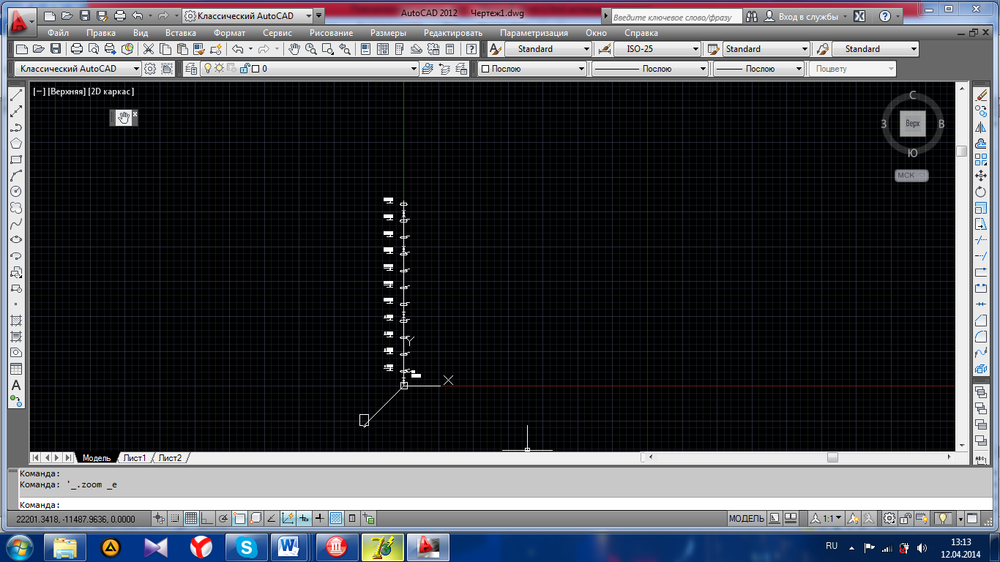 Классический AutoCAD
AutoCAD 2012 Чертеж1.dwg
Введите ключевое слово/фразу
Вход в службы
Файл Правка Вид Вставка Формат Сервис Рисование Размеры Редактировать Параметризация Окно Справка
Standard ISO-25 Standard Standard
Классический AutoCAD 0 Послою Послою Послою Поцвету
[−] [Верхняя] [2D каркас]
С
З Верх В
Ю
МСК
Y
X
Модель Лист1 Лист2
Команда:
Команда: '_.zoom _e
Команда:
22201.3418, -11487.9636, 0.0000 МОДЕЛЬ 1:1
RU 13:13
12.04.2014